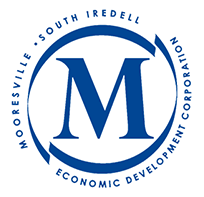 MOORESVILLE • SOUTH IREDELL
M
ECONOMIC DEVELOPMENT CORPORATION